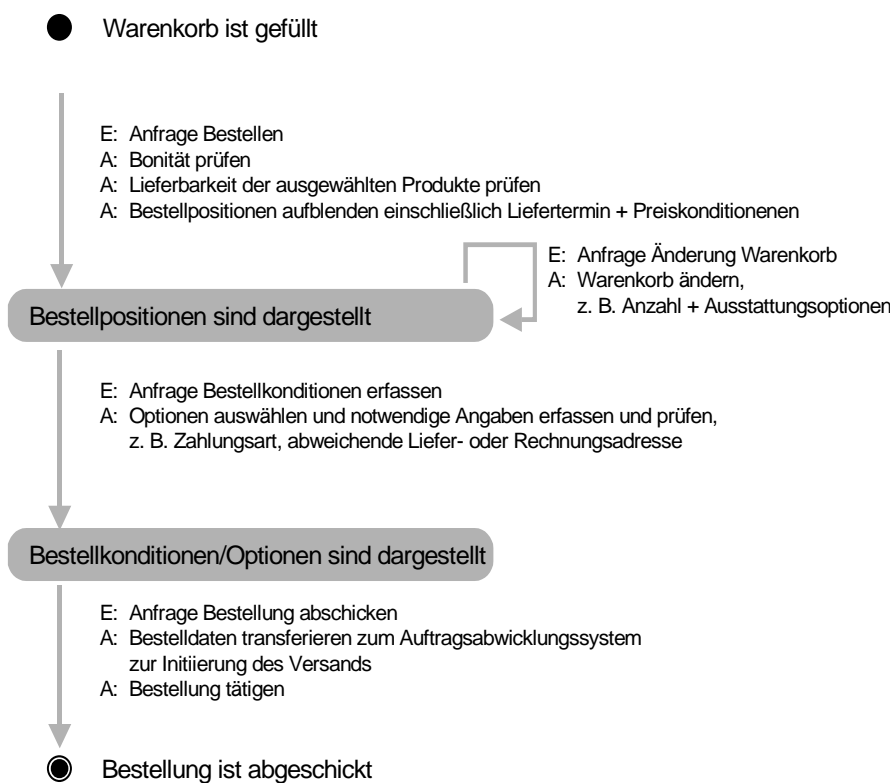 Warenkorb ist gefüllt
E: Anfrage Bestellen
A: Bonität prüfen
A: Lieferbarkeit der ausgewählten Produkte prüfen
A: Bestellpositionen aufblenden einschließlich Liefertermin + Preiskonditionenen
E: Anfrage Änderung Warenkorb
A: Warenkorb ändern,
z. B. Anzahl + Ausstattungsoptionen
Bestellpositionen sind dargestellt
E: Anfrage Bestellkonditionen erfassen
A: Optionen auswählen und notwendige Angaben erfassen und prüfen,
z. B. Zahlungsart, abweichende Liefer- oder Rechnungsadresse
Bestellkonditionen/Optionen sind dargestellt
E: Anfrage Bestellung abschicken
A: Bestelldaten transferieren zum Auftragsabwicklungssystem
zur Initiierung des Versands
A: Bestellung tätigen
Bestellung ist abgeschickt